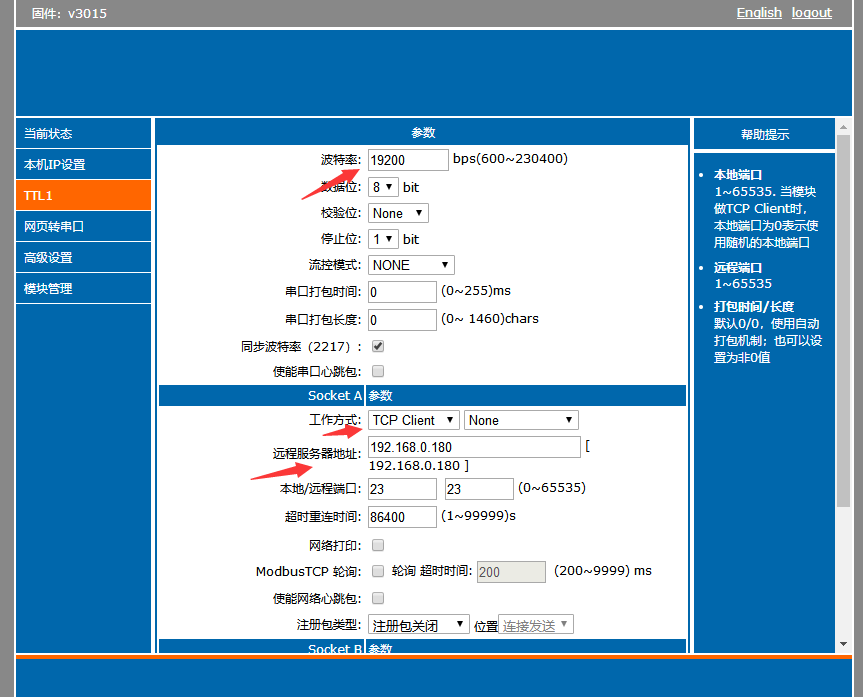 固件: v3015
English logout
当前状态
本机IP设置
TTL1
网页转串口
高级设置
模块管理
参数
波特率: 19200 bps(600~230400)
数据位: 8 bit
校验位: None
停止位: 1 bit
流控模式: NONE
串口打包时间: 0 (0~255)ms
串口打包长度: 0 (0~ 1460)chars
同步波特率（2217）:
使能串口心跳包:
Socket A 参数
工作方式: TCP Client None
远程服务器地址: 192.168.0.180 [
192.168.0.180 ]
本地/远程端口: 23 23 (0~65535)
超时重连时间: 86400 (1~99999)s
网络打印:
ModbusTCP 轮询: 轮询 超时时间: 200 (200~9999) ms
使能网络心跳包:
注册包类型: 注册包关闭 位置 连接发送
Socket B 参数
帮助提示
本地端口
1~65535. 当模块
做TCP Client时,
本地端口为0表示使
用随机的本地端口
远程端口
1~65535
打包时间/长度
默认0/0，使用自动
打包机制；也可以设
置为非0值